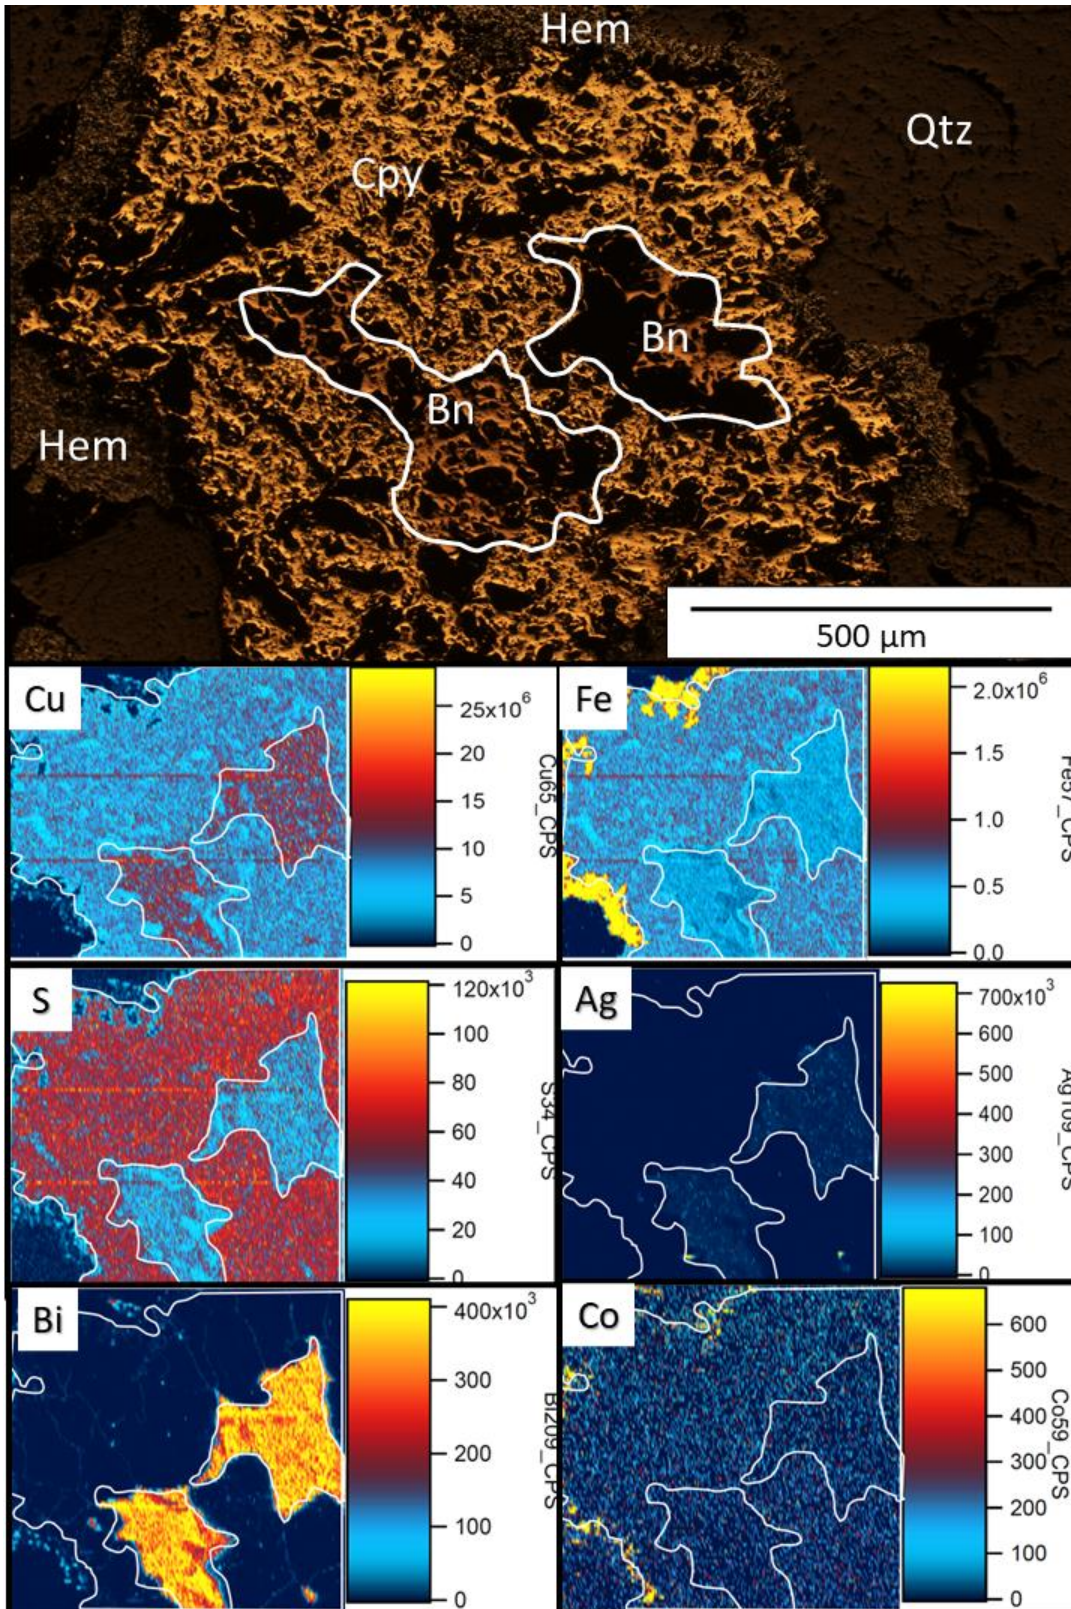 Hem
Qtz
Cpy
Bn
Bn
Hem
500 µm
Cu
25x10⁶
20
15
10
5
0
Cu65_CPS
Fe
2.0x10⁶
1.5
1.0
0.5
0.0
Fe57_CPS
S
120x10³
100
80
60
40
20
0
S34_CPS
Ag
700x10³
600
500
400
300
200
100
0
Ag109_CPS
Bi
400x10³
300
200
100
0
Bi209_CPS
Co
600
500
400
300
200
100
0
Co59_CPS